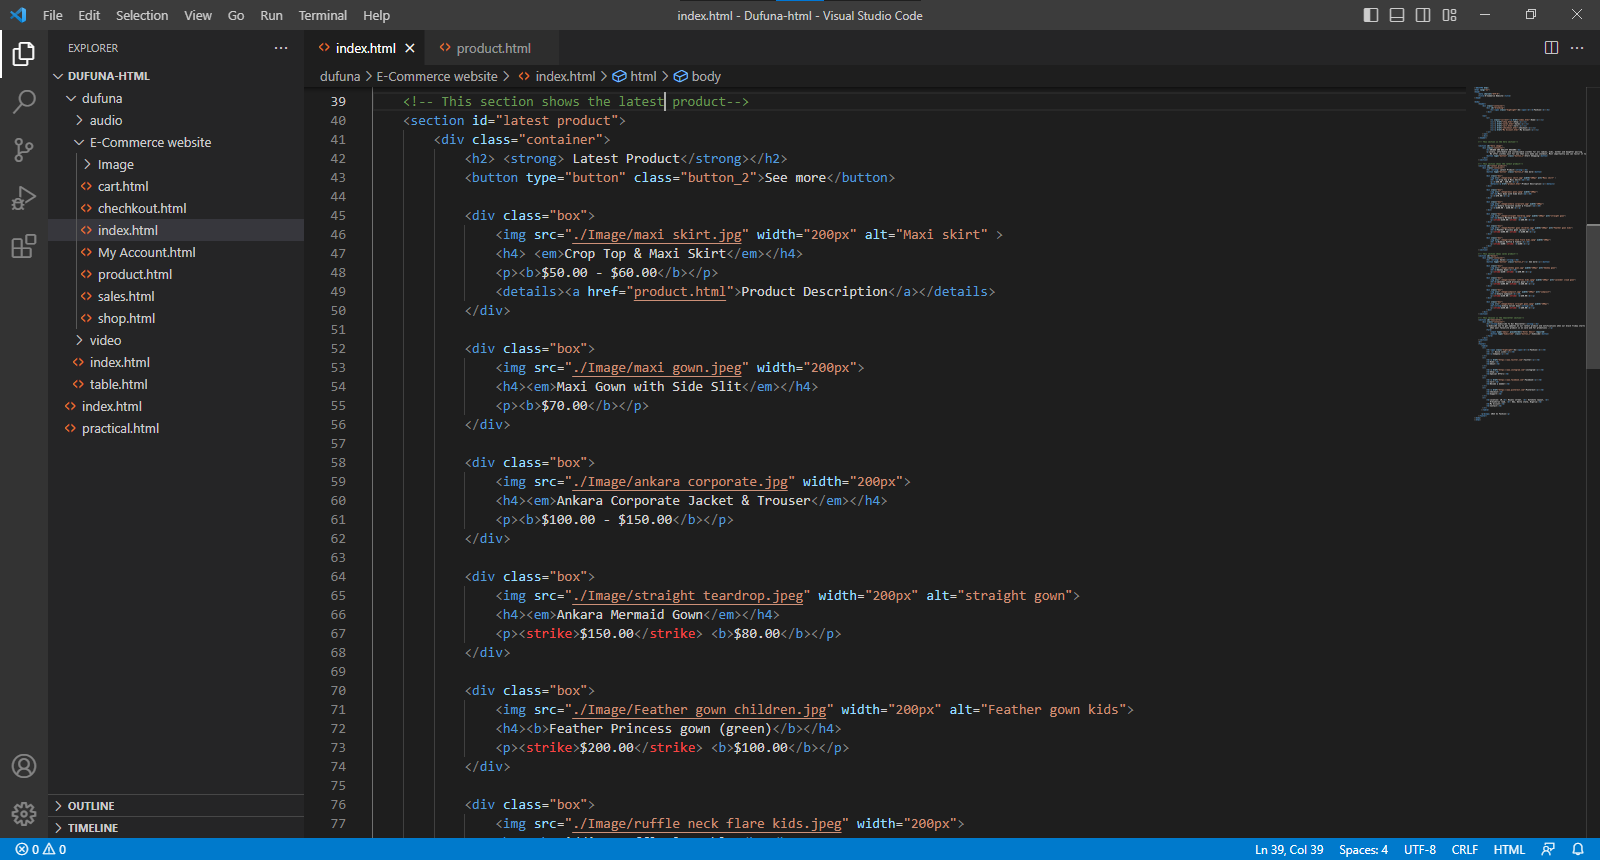 File Edit Selection View Go Run Terminal Help
index.html - Dufuna-html - Visual Studio Code
EXPLORER
DUFUNA-HTML
dufuna
audio
E-Commerce website
Image
cart.html
chechkout.html
index.html
My Account.html
product.html
sales.html
shop.html
video
index.html
table.html
index.html
practical.html
OUTLINE
TIMELINE
index.html product.html
dufuna > E-Commerce website > index.html > html > body
39 <!-- This section shows the latest product-->
40 <section id="latest product">
41 <div class="container">
42 <h2> <strong> Latest Product</strong></h2>
43 <button type="button" class="button_2">See more</button>
44
45 <div class="box">
46 <img src="./Image/maxi skirt.jpg" width="200px" alt="Maxi skirt" >
47 <h4> <em>Crop Top & Maxi Skirt</em></h4>
48 <p><b>$50.00 - $60.00</b></p>
49 <details><a href="product.html">Product Description</a></details>
50 </div>
51
52 <div class="box">
53 <img src="./Image/maxi gown.jpeg" width="200px">
54 <h4><em>Maxi Gown with Side Slit</em></h4>
55 <p><b>$70.00</b></p>
56 </div>
57
58 <div class="box">
59 <img src="./Image/ankara corporate.jpg" width="200px">
60 <h4><em>Ankara Corporate Jacket & Trouser</em></h4>
61 <p><b>$100.00 - $150.00</b></p>
62 </div>
63
64 <div class="box">
65 <img src="./Image/straight teardrop.jpeg" width="200px" alt="straight gown">
66 <h4><em>Ankara Mermaid Gown</em></h4>
67 <p><strike>$150.00</strike> <b>$80.00</b></p>
68 </div>
69
70 <div class="box">
71 <img src="./Image/Feather gown children.jpg" width="200px" alt="Feather gown kids">
72 <h4><b>Feather Princess gown (green)</b></h4>
73 <p><strike>$200.00</strike> <b>$100.00</b></p>
74 </div>
75
76 <div class="box">
77 <img src="./Image/ruffle neck flare kids.jpeg" width="200px">
0 0 Ln 39, Col 39 Spaces: 4 UTF-8 CRLF HTML